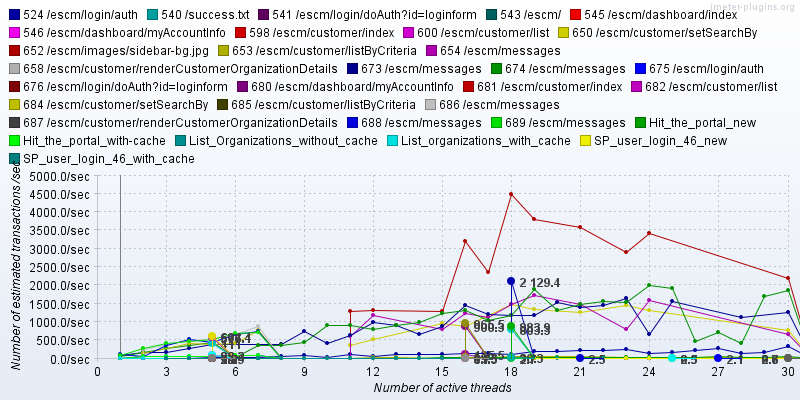 jmeter-plugins.org
524 /escm/login/auth 540 /success.txt 541 /escm/login/doAuth?id=loginform 543 /escm/ 545 /escm/dashboard/index
546 /escm/dashboard/myAccountInfo 598 /escm/customer/index 600 /escm/customer/list 650 /escm/customer/setSearchBy
652 /escm/images/sidebar-bg.jpg 653 /escm/customer/listByCriteria 654 /escm/messages
658 /escm/customer/renderCustomerOrganizationDetails 673 /escm/messages 674 /escm/messages 675 /escm/login/auth
676 /escm/login/doAuth?id=loginform 680 /escm/dashboard/myAccountInfo 681 /escm/customer/index 682 /escm/customer/list
684 /escm/customer/setSearchBy 685 /escm/customer/listByCriteria 686 /escm/messages
687 /escm/customer/renderCustomerOrganizationDetails 688 /escm/messages 689 /escm/messages Hit_the_portal_new
Hit_the_portal_with-cache List_Organizations_without_cache List_organizations_with_cache SP_user_login_46_new
SP_user_login_46_with_cache
Number of estimated transactions /sec
5000.0/sec
4500.0/sec
4000.0/sec
3500.0/sec
3000.0/sec
2500.0/sec
2000.0/sec
1500.0/sec
1000.0/sec
500.0/sec
0.0/sec
2 129.4
0 3 6 9 12 15 18 21 24 27 30
Number of active threads